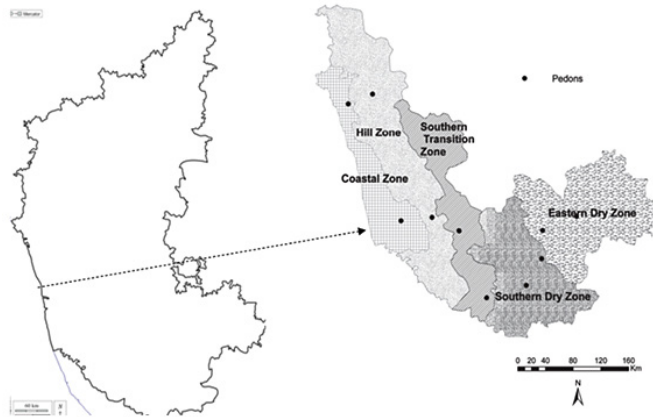 Mercator
Pedons
Hill Zone
Southern
Transition
Zone
Coastal Zone
Eastern Dry Zone
Southern Dry Zone
0 20 40 80 120 160
Km
N